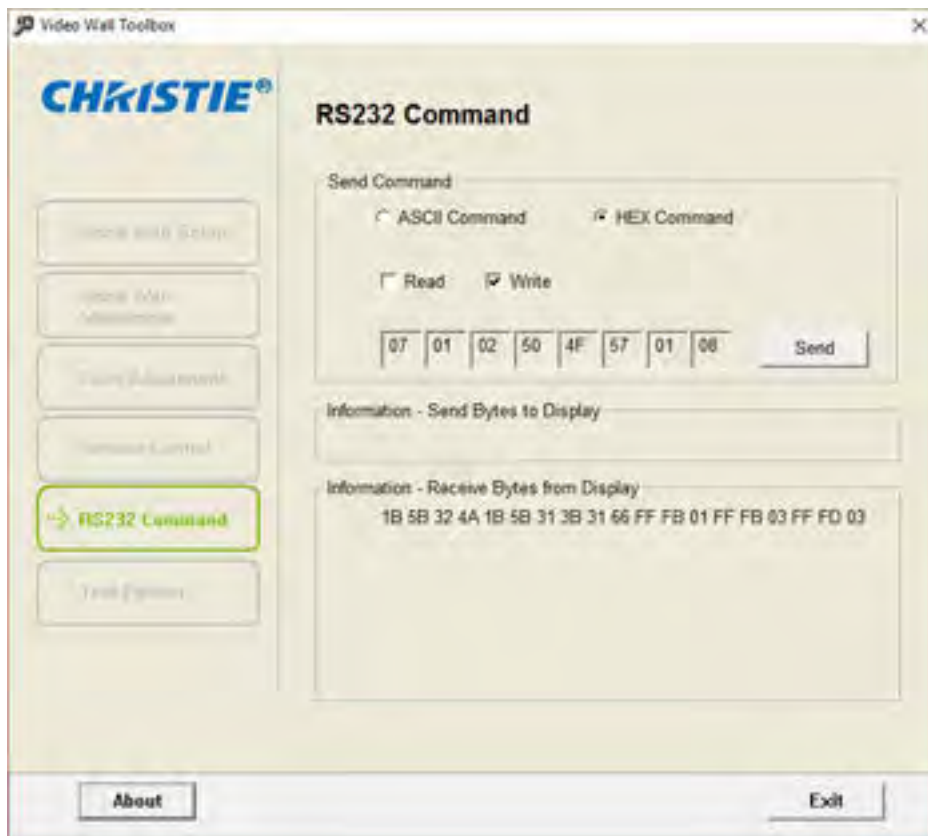 Video Wall Toolbox
CHRISTIE®
RS232 Command
Send Command
ASCII Command HEX Command
Read Write
07 01 02 50 4F 57 01 08
Send
Information - Send Bytes to Display
Information - Receive Bytes from Display
1B 5B 32 4A 1B 5B 31 3B 31 66 FF FB 01 FF FB 03 FF FD 03
RS232 Command
About
Exit